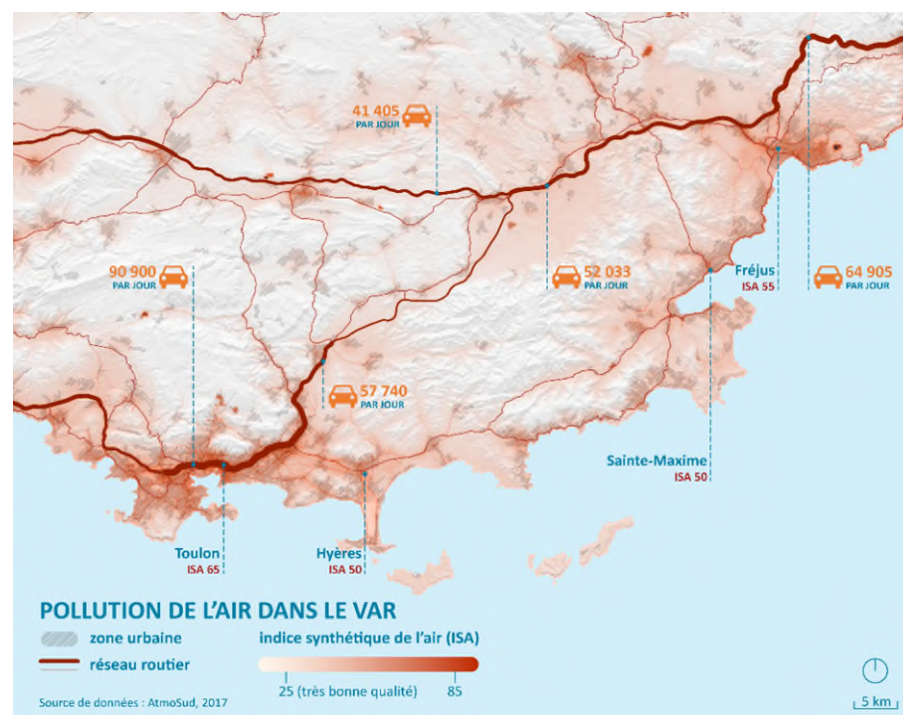 41 405
PAR JOUR
90 900
PAR JOUR
52 033
PAR JOUR
Fréjus
ISA 55
64 905
PAR JOUR
57 740
PAR JOUR
Sainte-Maxime
ISA 50
Toulon
ISA 65
Hyères
ISA 50
POLLUTION DE L'AIR DANS LE VAR
zone urbaine
réseau routier
indice synthétique de l'air (ISA)
25 (très bonne qualité)
85
Source de données : AtmoSud, 2017
5 km